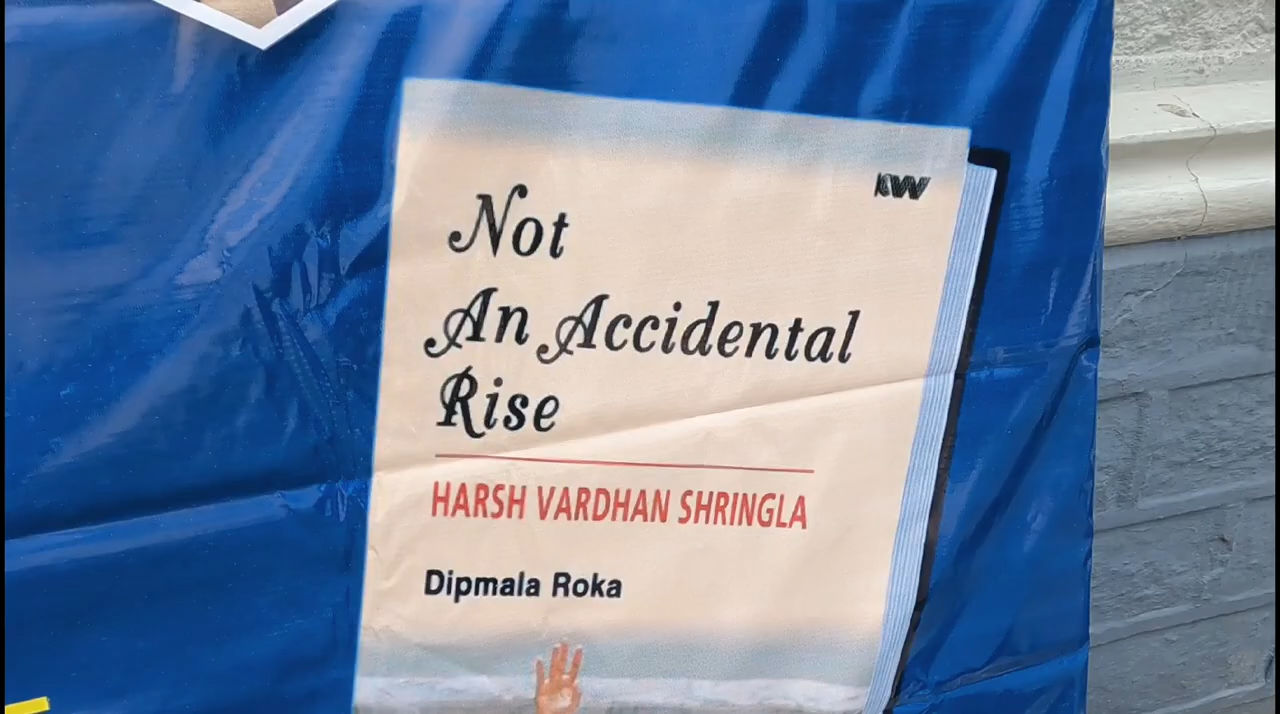 KW
Not
An Accidental
Rise
HARSH VARDHAN SHRINGLA
Dipmala Roka